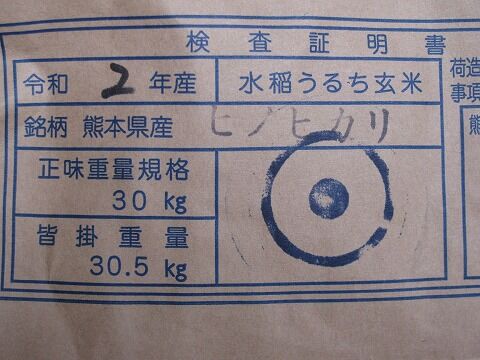 検査証明書
令和 2 年産 水稲うるち玄米
銘柄 熊本県産 ヒノヒカリ
正味重量規格
30 kg
皆掛重量
30.5 kg
荷造
事項
熊